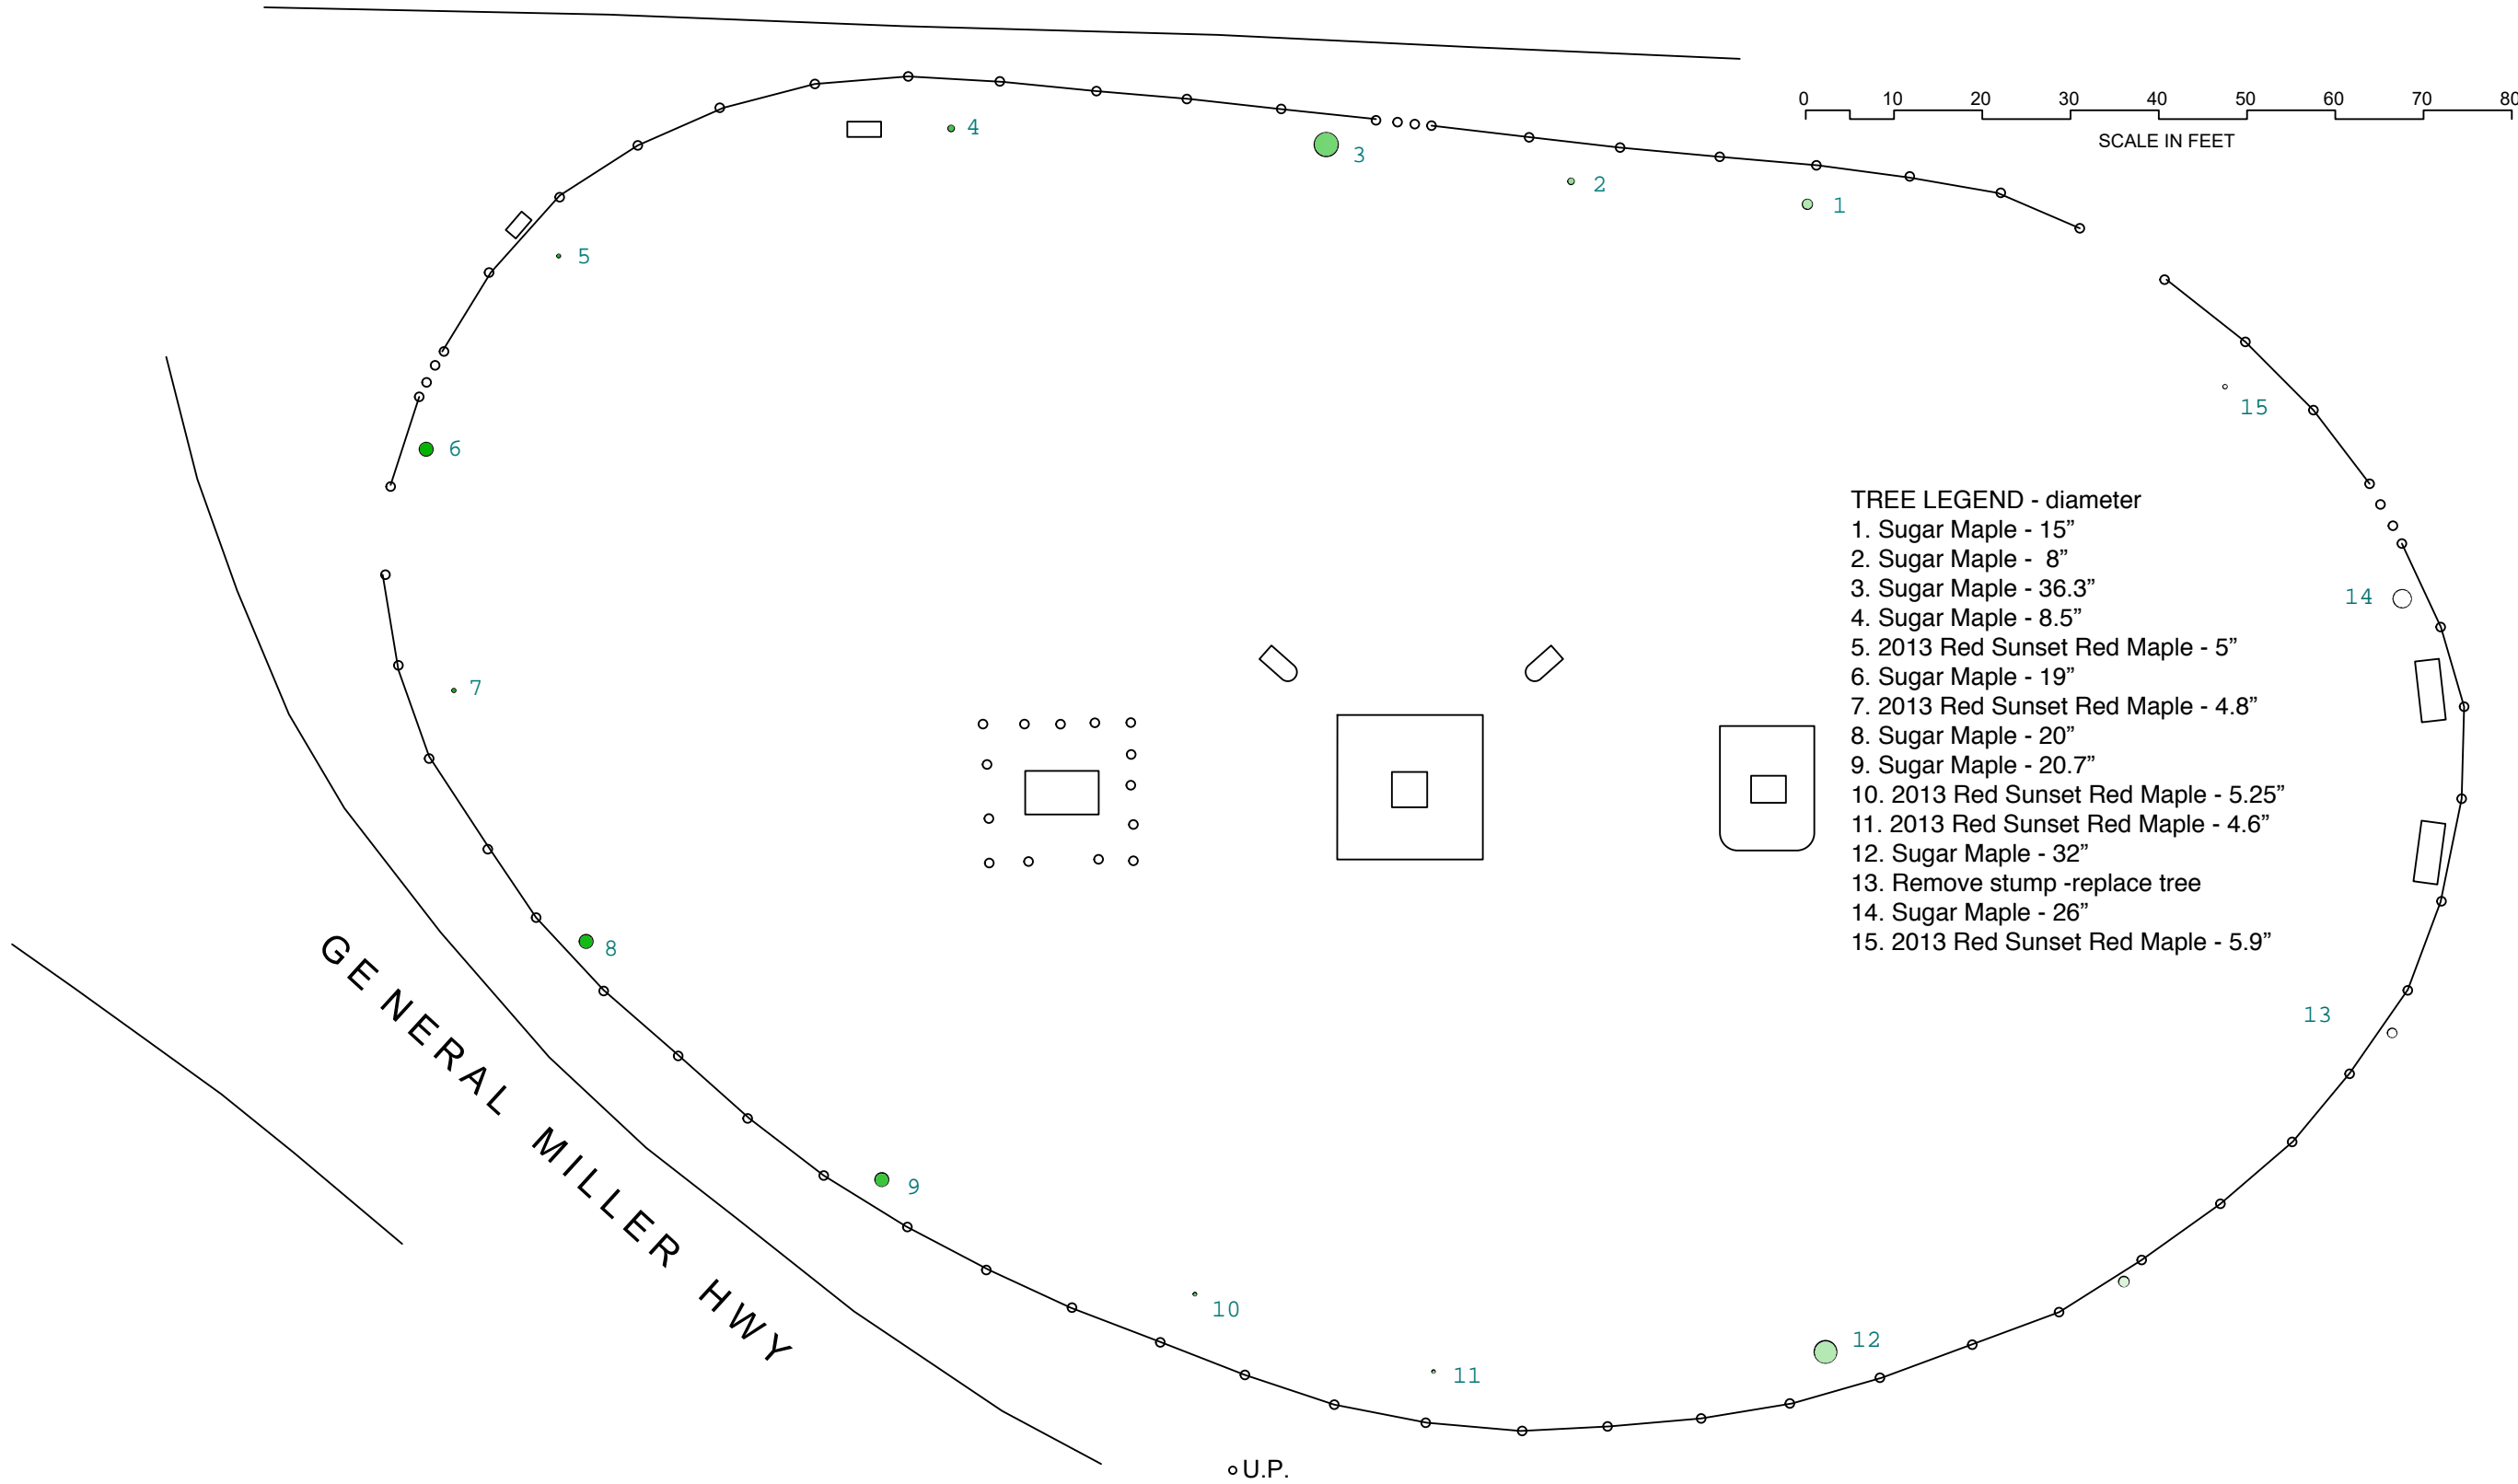 0 10 20 30 40 50 60 70 80
SCALE IN FEET
4
3
2
1
5
15
6
TREE LEGEND - diameter
1. Sugar Maple - 15”
2. Sugar Maple -  8”
3. Sugar Maple - 36.3”
4. Sugar Maple - 8.5”
5. 2013 Red Sunset Red Maple - 5”
6. Sugar Maple - 19”
7. 2013 Red Sunset Red Maple - 4.8”
8. Sugar Maple - 20”
9. Sugar Maple - 20.7”
10. 2013 Red Sunset Red Maple - 5.25”
11. 2013 Red Sunset Red Maple - 4.6”
12. Sugar Maple - 32”
13. Remove stump -replace tree
14. Sugar Maple - 26”
15. 2013 Red Sunset Red Maple - 5.9”
14
7
8
GENERAL MILLER HWY
13
9
10
12
11
U.P.